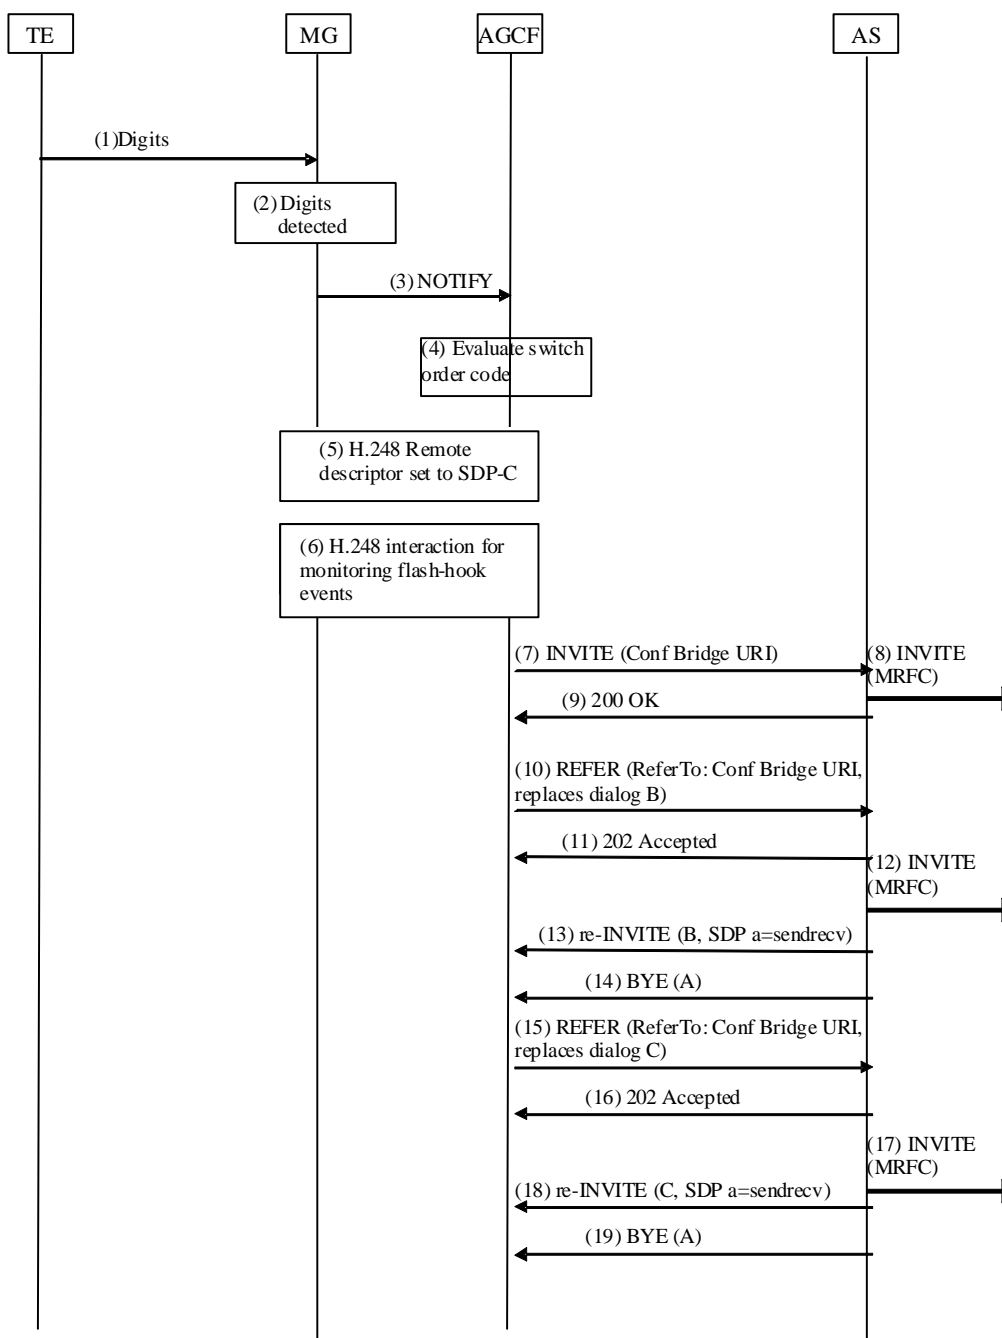 TE
MG
AGCF
AS
(1)Digits
(2) Digits
detected
(3) NOTIFY
(4) Evaluate switch
order code
(5) H.248 Remote
descriptor set to SDP-C
(6) H.248 interaction for
monitoring flash-hook
events
(7) INVITE (Conf Bridge URI)
(8) INVITE
(MRFC)
(9) 200 OK
(10) REFER (ReferTo: Conf Bridge URI,
replaces dialog B)
(11) 202 Accepted
(12) INVITE
(MRFC)
(13) re-INVITE (B, SDP a=sendrecv)
(14) BYE (A)
(15) REFER (ReferTo: Conf Bridge URI,
replaces dialog C)
(16) 202 Accepted
(17) INVITE
(MRFC)
(18) re-INVITE (C, SDP a=sendrecv)
(19) BYE (A)